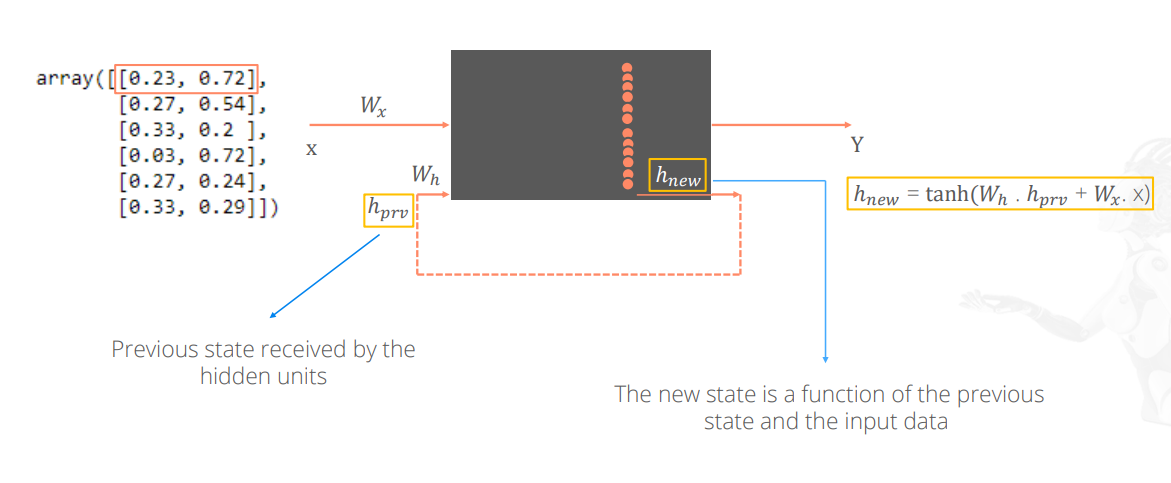 array([[0.23, 0.72],
[0.27, 0.54],
[0.33, 0.2 ],
[0.03, 0.72],
[0.27, 0.24],
[0.33, 0.29]])
W_x
x
W_h
h_prv
h_new
Y
h_new = tanh(W_h . h_prv + W_x. X)
Previous state received by the
hidden units
The new state is a function of the previous
state and the input data